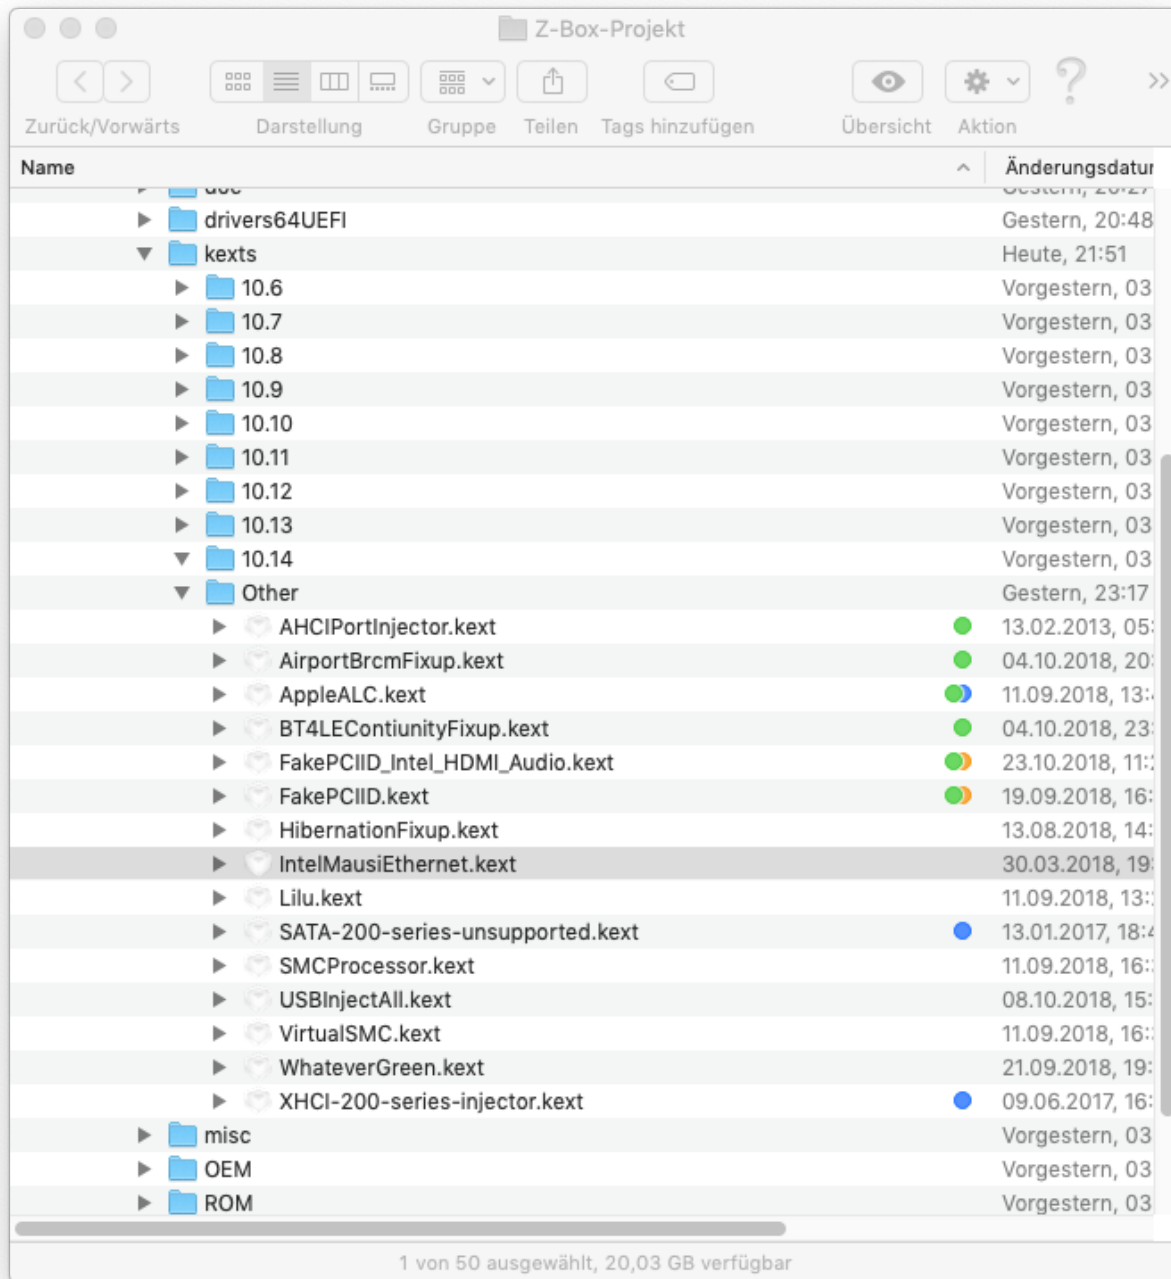 Z-Box-Projekt
Zurück/Vorwärts Darstellung Gruppe Teilen Tags hinzufügen Übersicht Aktion
Name Änderungsdatur
doc Gestern, 20:27
drivers64UEFI Gestern, 20:48
kexts Heute, 21:51
10.6 Vorgestern, 03
10.7 Vorgestern, 03
10.8 Vorgestern, 03
10.9 Vorgestern, 03
10.10 Vorgestern, 03
10.11 Vorgestern, 03
10.12 Vorgestern, 03
10.13 Vorgestern, 03
10.14 Vorgestern, 03
Other Gestern, 23:17
AHCIPortInjector.kext 13.02.2013, 05:
AirportBrcmFixup.kext 04.10.2018, 20:
AppleALC.kext 11.09.2018, 13:4
BT4LEContiunityFixup.kext 04.10.2018, 23:
FakePCIID_Intel_HDMI_Audio.kext 23.10.2018, 11:2
FakePCIID.kext 19.09.2018, 16:
HibernationFixup.kext 13.08.2018, 14:
IntelMausiEthernet.kext 30.03.2018, 19:
Lilu.kext 11.09.2018, 13:
SATA-200-series-unsupported.kext 13.01.2017, 18:4
SMCProcessor.kext 11.09.2018, 16:
USBInjectAll.kext 08.10.2018, 15:
VirtualSMC.kext 11.09.2018, 16:
WhateverGreen.kext 21.09.2018, 19:
XHCI-200-series-injector.kext 09.06.2017, 16:
misc Vorgestern, 03
OEM Vorgestern, 03
ROM Vorgestern, 03
1 von 50 ausgewählt, 20,03 GB verfügbar